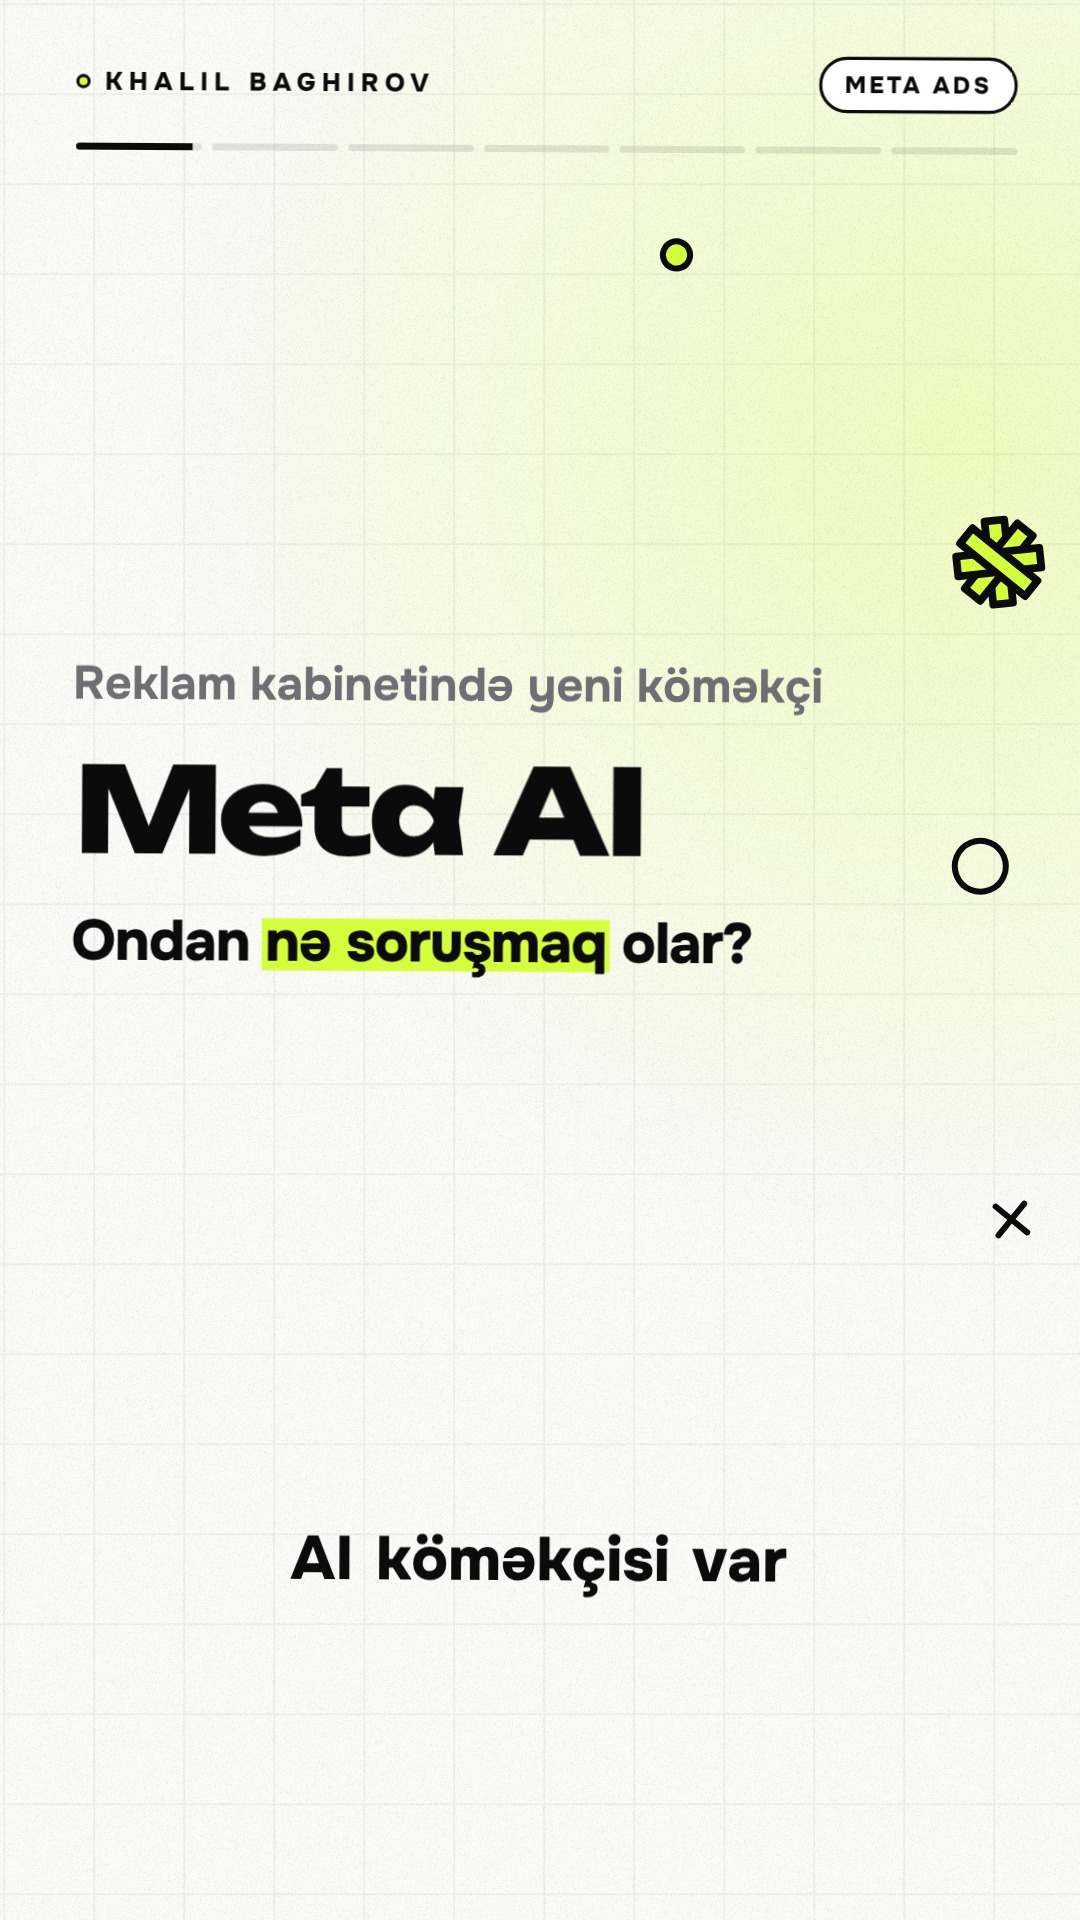 KHALIL BAGHIROV
META ADS
Reklam kabinetində yeni köməkçi
Meta AI
Ondan nə soruşmaq olar?
AI köməkçisi var